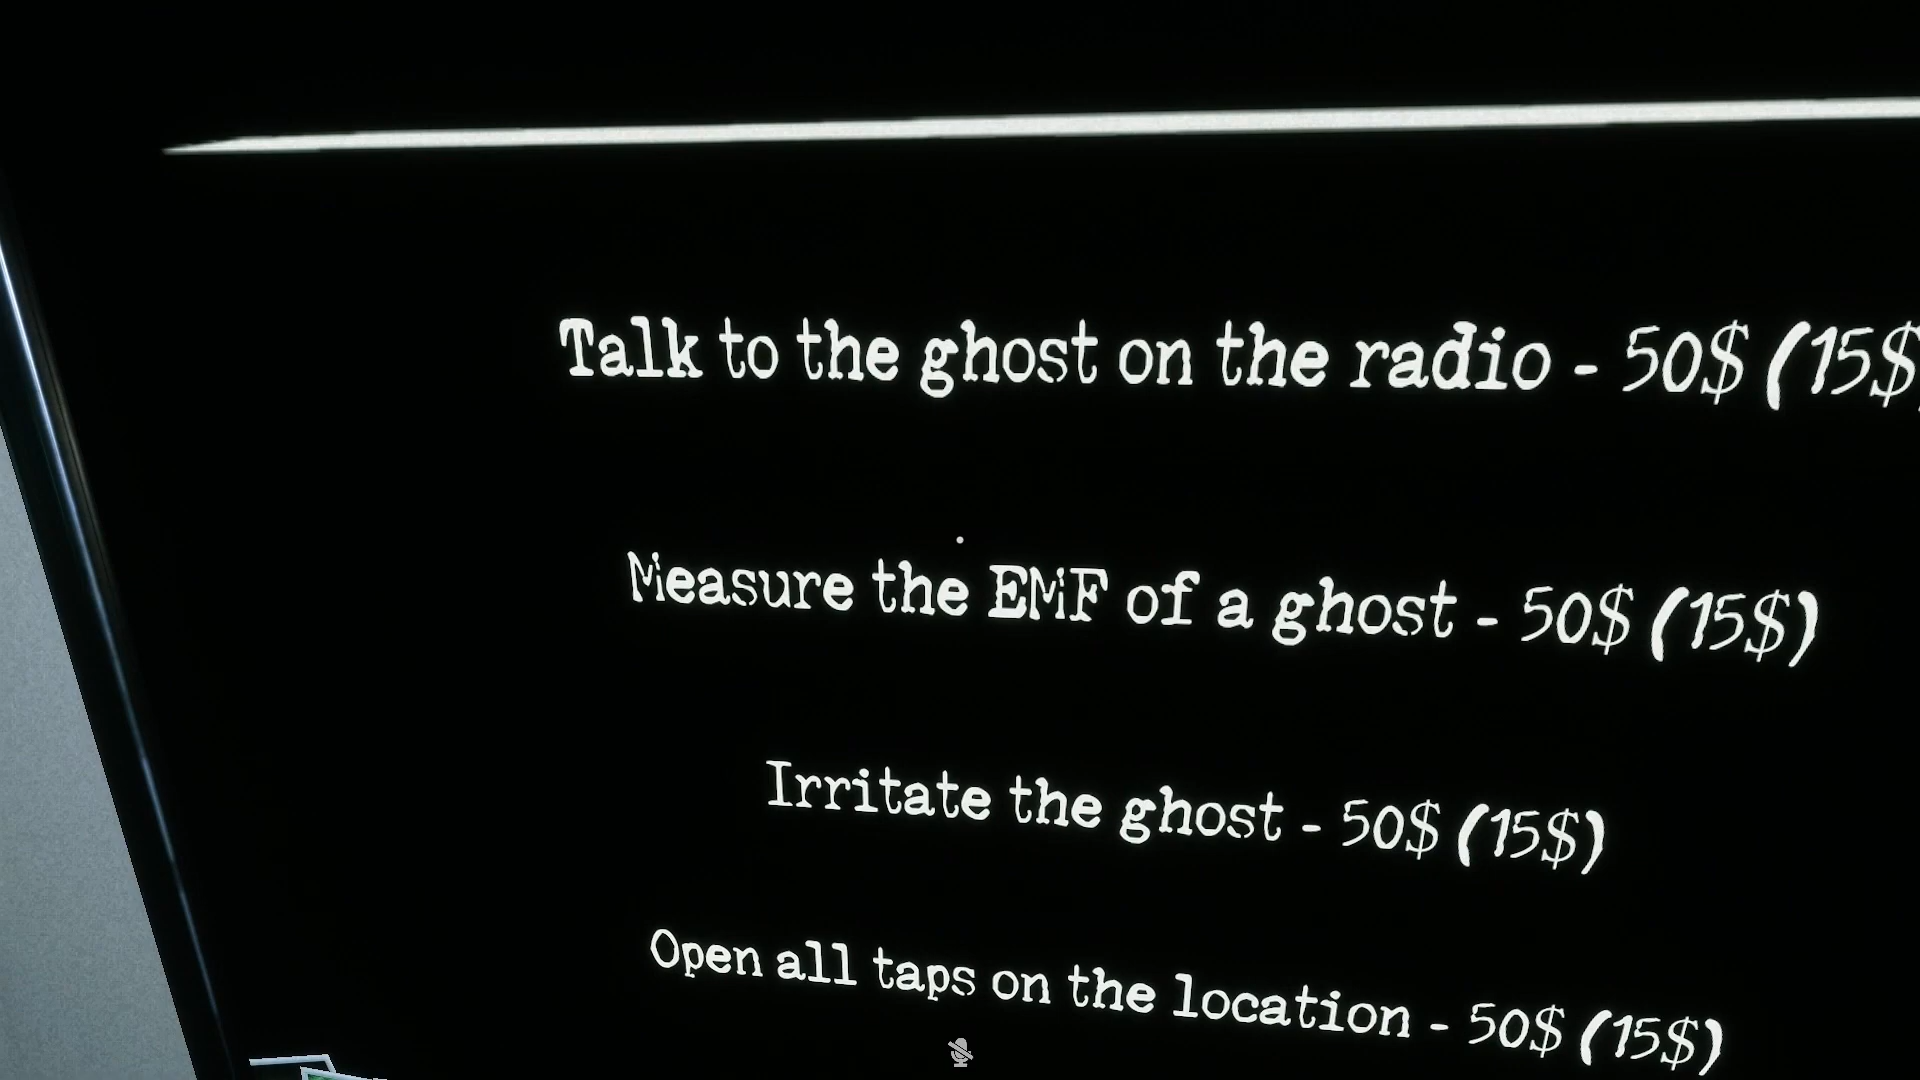 Talk to the ghost on the radio - 50$ (15$)
Measure the EMF of a ghost - 50$ (15$)
Irritate the ghost - 50$ (15$)
Open all taps on the location - 50$ (15$)